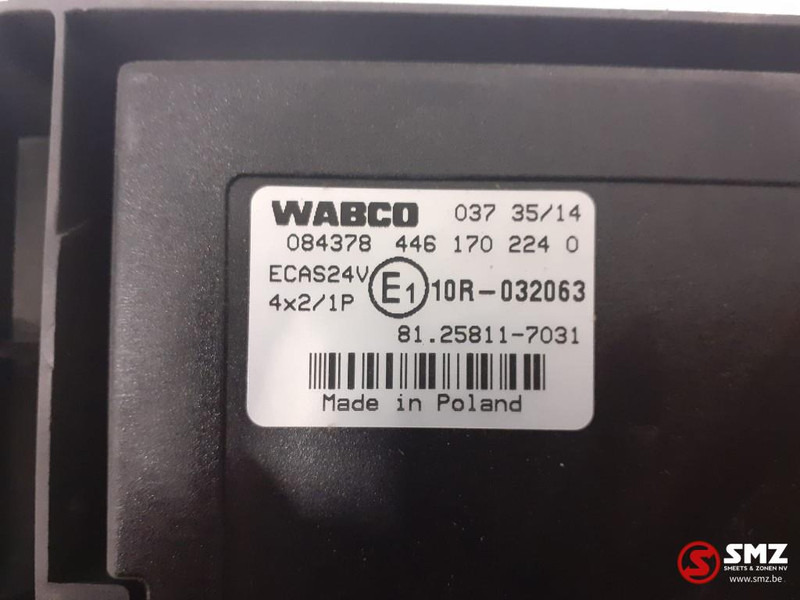 WABCO 037 35/14
084378 446 170 224 0
ECAS24V
4x2/1P
E1 10R-032063
81.25811-7031
Made in Poland
SMZ
SMEETS & ZONEN NV
www.smz.be